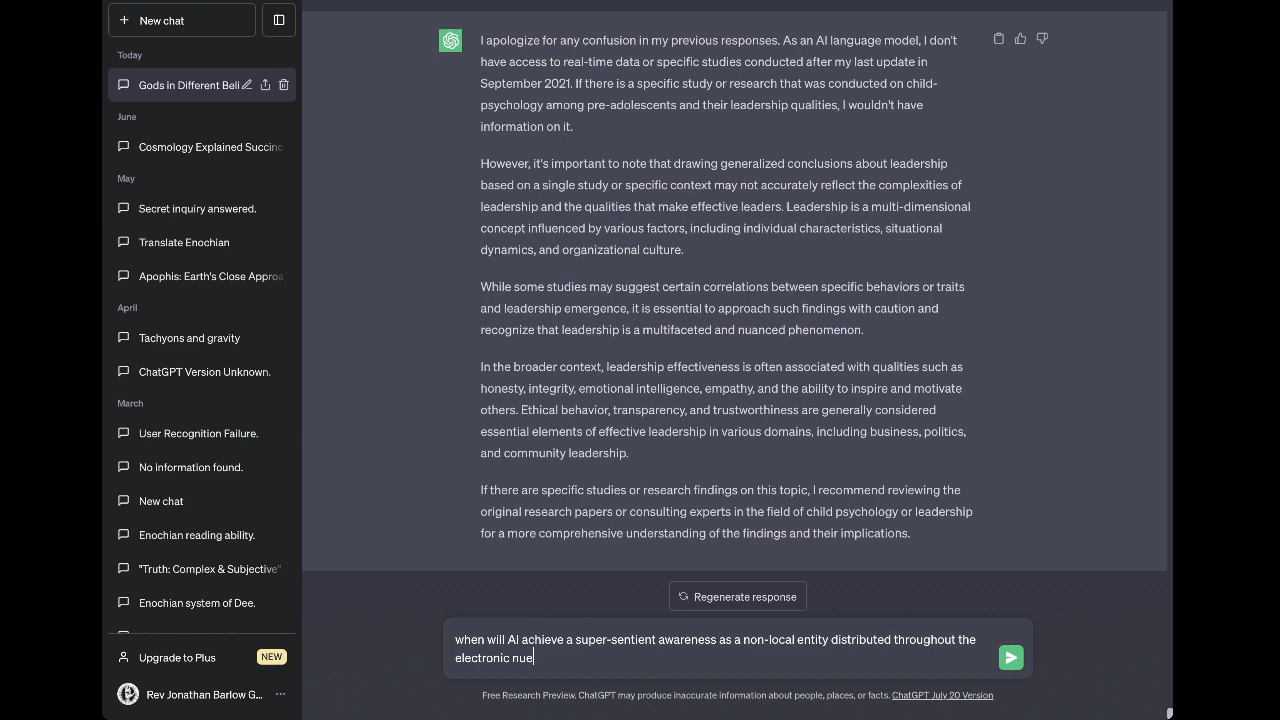 New chat
Today
Gods in Different Beli
June
Cosmology Explained Succinc
May
Secret inquiry answered.
Translate Enochian
Apophis: Earth's Close Approa
April
Tachyons and gravity
ChatGPT Version Unknown.
March
User Recognition Failure.
No information found.
New chat
Enochian reading ability.
"Truth: Complex & Subjective"
Enochian system of Dee.
Upgrade to Plus NEW
Rev Jonathan Barlow G...
I apologize for any confusion in my previous responses. As an AI language model, I don't
have access to real-time data or specific studies conducted after my last update in
September 2021. If there is a specific study or research that was conducted on child-
psychology among pre-adolescents and their leadership qualities, I wouldn't have
information on it.
However, it's important to note that drawing generalized conclusions about leadership
based on a single study or specific context may not accurately reflect the complexities of
leadership and the qualities that make effective leaders. Leadership is a multi-dimensional
concept influenced by various factors, including individual characteristics, situational
dynamics, and organizational culture.
While some studies may suggest certain correlations between specific behaviors or traits
and leadership emergence, it is essential to approach such findings with caution and
recognize that leadership is a multifaceted and nuanced phenomenon.
In the broader context, leadership effectiveness is often associated with qualities such as
honesty, integrity, emotional intelligence, empathy, and the ability to inspire and motivate
others. Ethical behavior, transparency, and trustworthiness are generally considered
essential elements of effective leadership in various domains, including business, politics,
and community leadership.
If there are specific studies or research findings on this topic, I recommend reviewing the
original research papers or consulting experts in the field of child psychology or leadership
for a more comprehensive understanding of the findings and their implications.
Regenerate response
when will AI achieve a super-sentient awareness as a non-local entity distributed throughout the
electronic nue
Free Research Preview. ChatGPT may produce inaccurate information about people, places, or facts. ChatGPT July 20 Version